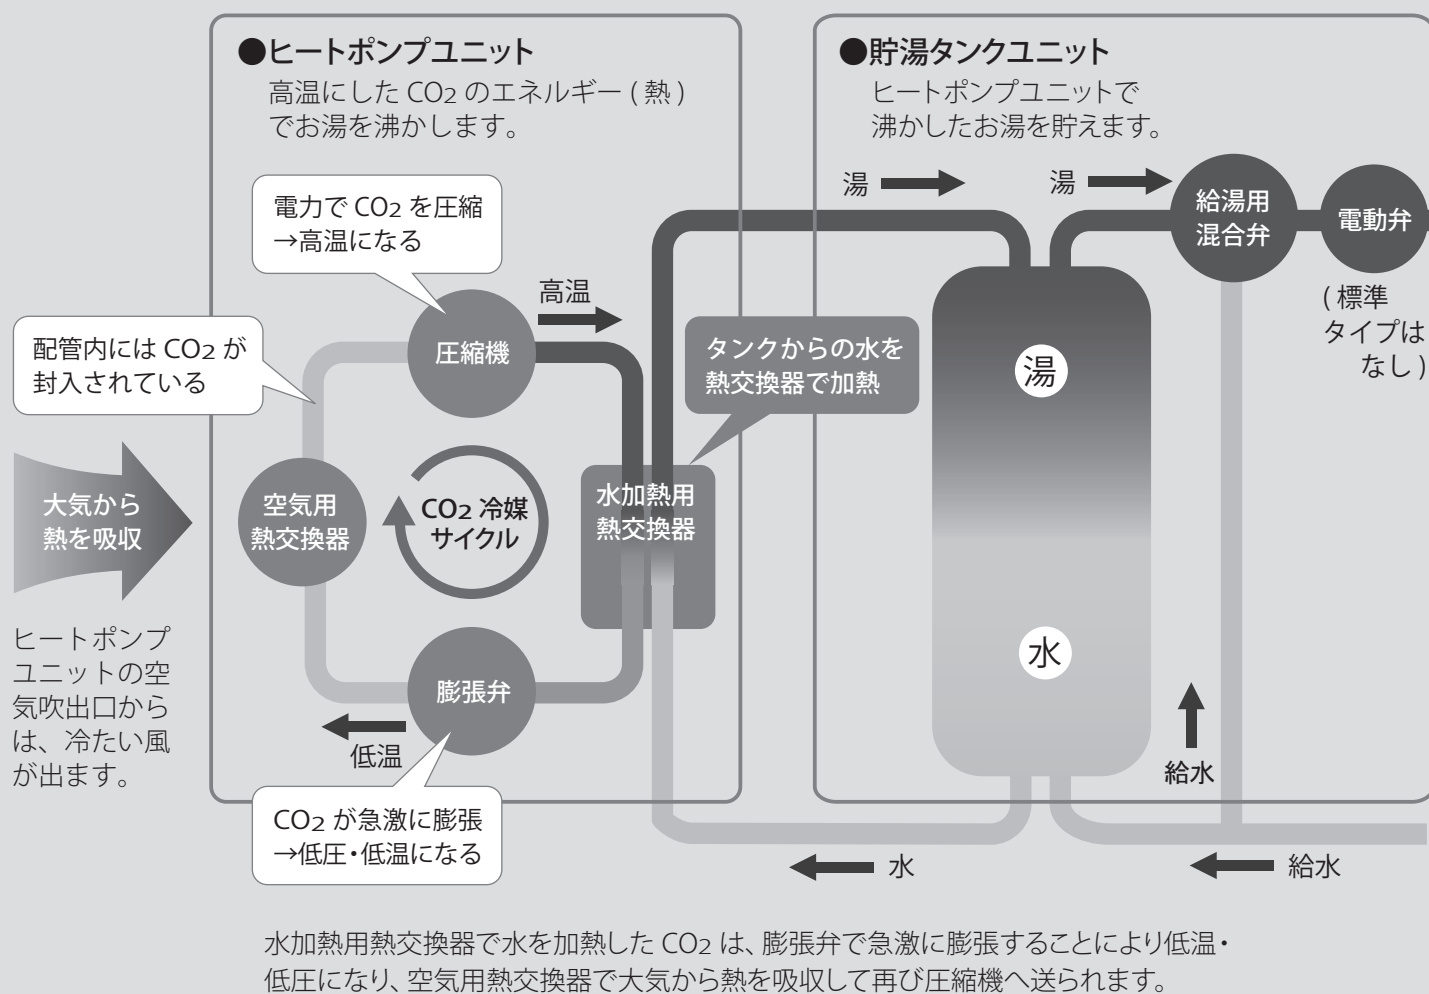 ●ヒートポンプユニット
高温にした CO2 のエネルギー ( 熱 )
でお湯を沸かします。
●貯湯タンクユニット
ヒートポンプユニットで
沸かしたお湯を貯えます。
電力で CO2 を圧縮
→高温になる
湯
湯
給湯用
混合弁
電動弁
( 標準
タイプは
なし )
高温
圧縮機
配管内には CO2 が
封入されている
タンクからの水を
熱交換器で加熱
湯
大気から
熱を吸収
空気用
熱交換器
CO2 冷媒
サイクル
水加熱用
熱交換器
ヒートポンプ
ユニットの空
気吹出口から
は、冷たい風
が出ます。
膨張弁
低温
水
給水
CO2 が急激に膨張
→低圧・低温になる
水
給水
水加熱用熱交換器で水を加熱した CO2 は、膨張弁で急激に膨張することにより低温・
低圧になり、空気用熱交換器で大気から熱を吸収して再び圧縮機へ送られます。